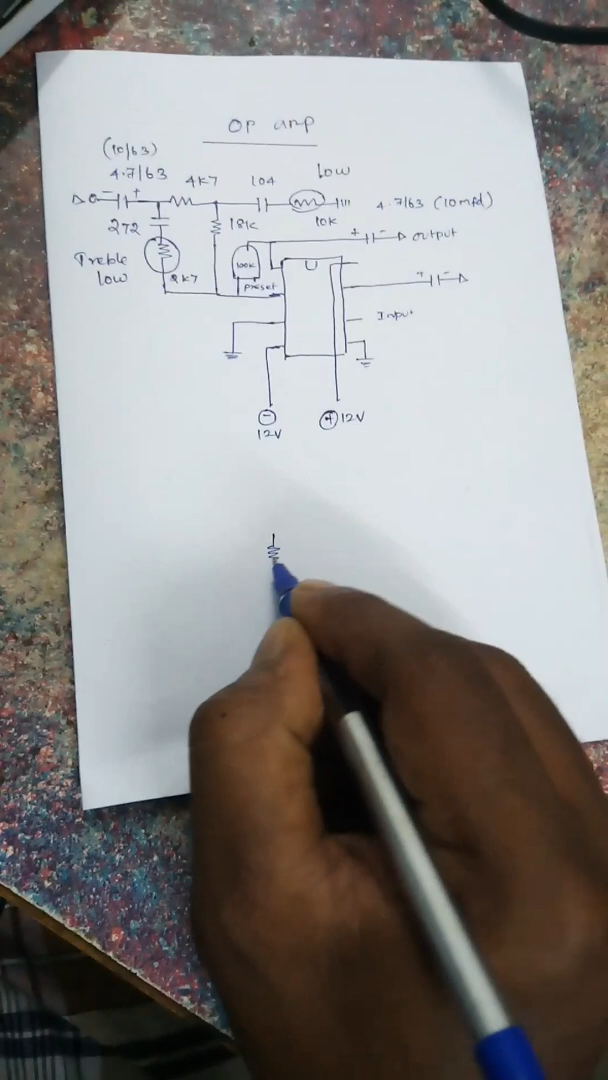 OP amp
(10/63)
4.7/63 4K7 104 Low
10K 4.7/63 (10mfd)
272 18K
output
Treble
low
2K7
100K
preset
Input
- 12V
+ 12V